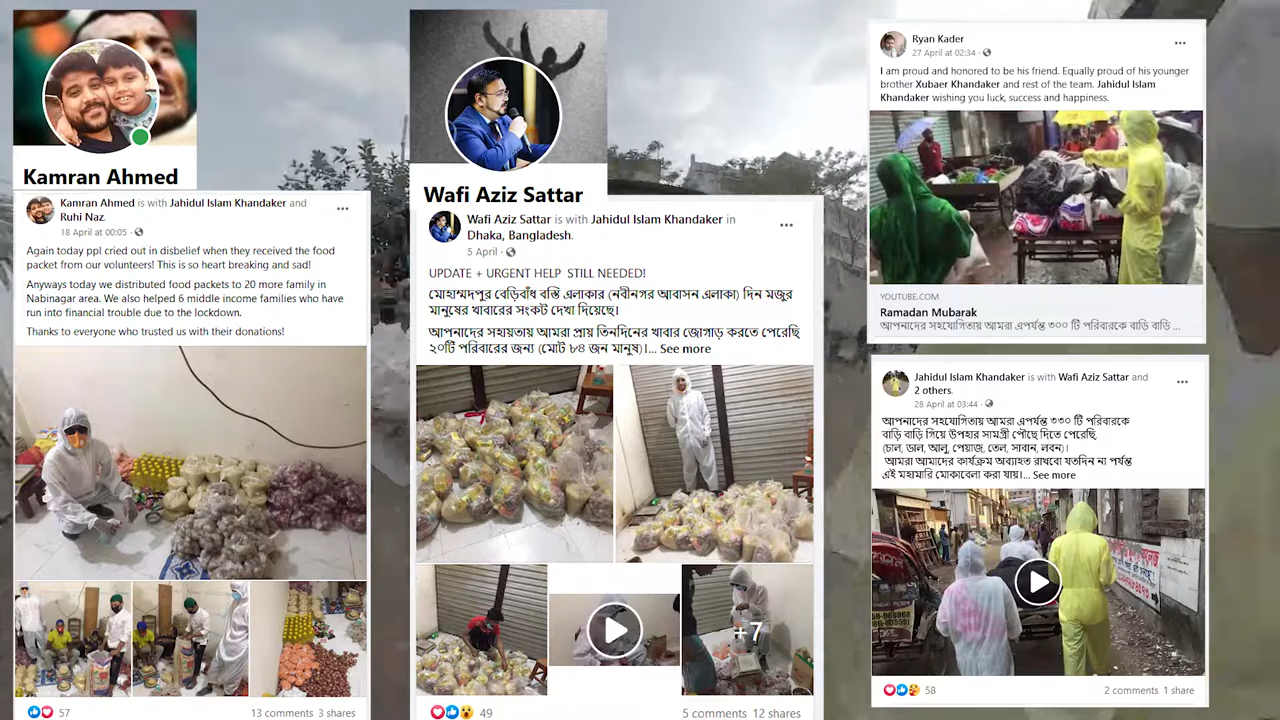 Kamran Ahmed
Kamran Ahmed is with Jahidul Islam Khandaker and
Ruhi Naz.
18 April at 00:05 ·
Again today ppl cried out in disbelief when they received the food
packet from our volunteers! This is so heart breaking and sad!
Anyways today we distributed food packets to 20 more family in
Nabinagar area. We also helped 6 middle income families who have
run into financial trouble due to the lockdown.
Thanks to everyone who trusted us with their donations!
57
13 comments 3 shares
Wafi Aziz Sattar
Wafi Aziz Sattar is with Jahidul Islam Khandaker in
Dhaka, Bangladesh.
5 April ·
UPDATE + URGENT HELP STILL NEEDED!
মোহাম্মদপুর বেড়িবাঁধ বস্তি এলাকার (নবীনগর আবাসন এলাকা) দিন মজুর
মানুষের খাবারের সংকট দেখা দিয়েছে।
আপনাদের সহায়তায় আমরা প্রায় তিনদিনের খাবার জোগাড় করতে পেরেছি
২০টি পরিবারের জন্য (মোট ৮৪ জন মানুষ)।... See more
+7
49
5 comments 12 shares
Ryan Kader
27 April at 02:34 ·
I am proud and honored to be his friend. Equally proud of his younger
brother Xubaer Khandaker and rest of the team. Jahidul Islam
Khandaker wishing you luck, success and happiness.
YOUTUBE.COM
Ramadan Mubarak
আপনাদের সহযোগিতায় আমরা এপর্যন্ত ৩০০ টি পরিবারকে বাড়ি বাড়ি ...
Jahidul Islam Khandaker is with Wafi Aziz Sattar and
2 others.
28 April at 03:44 ·
আপনাদের সহযোগিতায় আমরা এপর্যন্ত ৩৩০ টি পরিবারকে
বাড়ি বাড়ি গিয়ে উপহার সামগ্রী পৌছে দিতে পেরেছি
(চাল, ডাল, আলু, পেয়াজ, তেল, সাবান, লবন)।
আমরা আমাদের কার্যক্রম অব্যাহত রাখবো যতদিন না পর্যন্ত
এই মহামারি মোকাবেলা করা যায়।... See more
58
2 comments 1 share